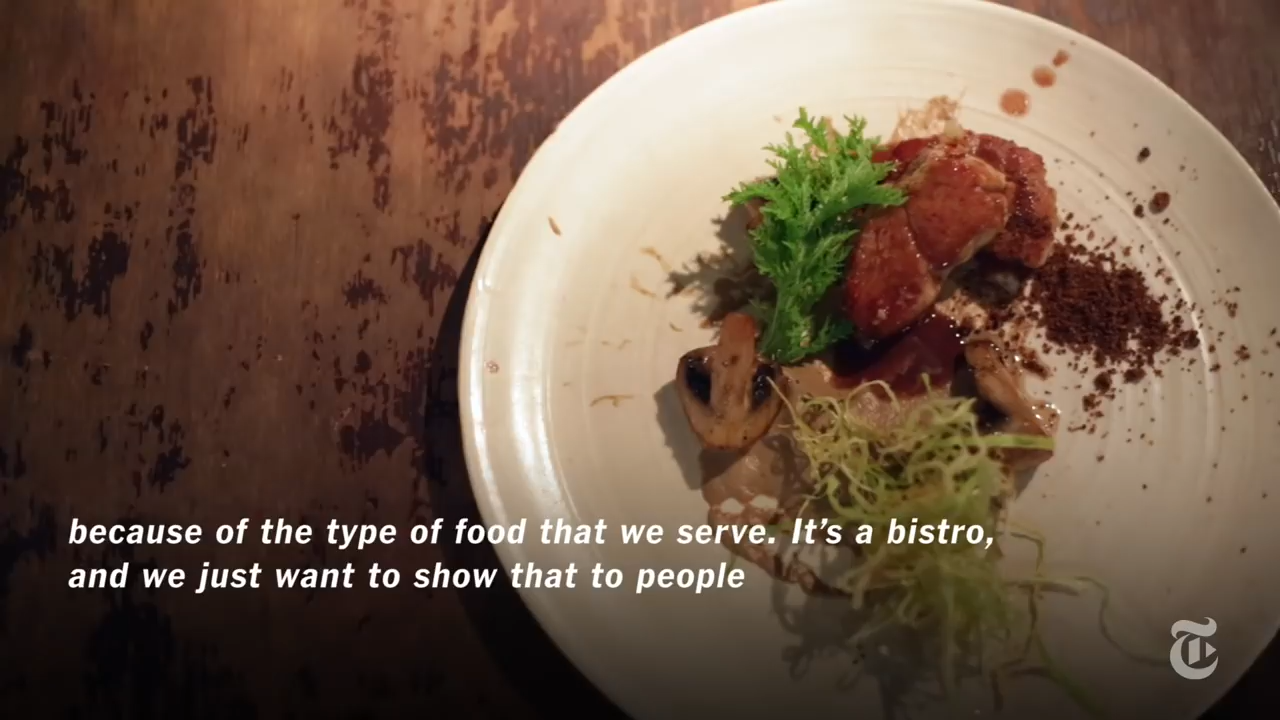 because of the type of food that we serve. It’s a bistro,
and we just want to show that to people